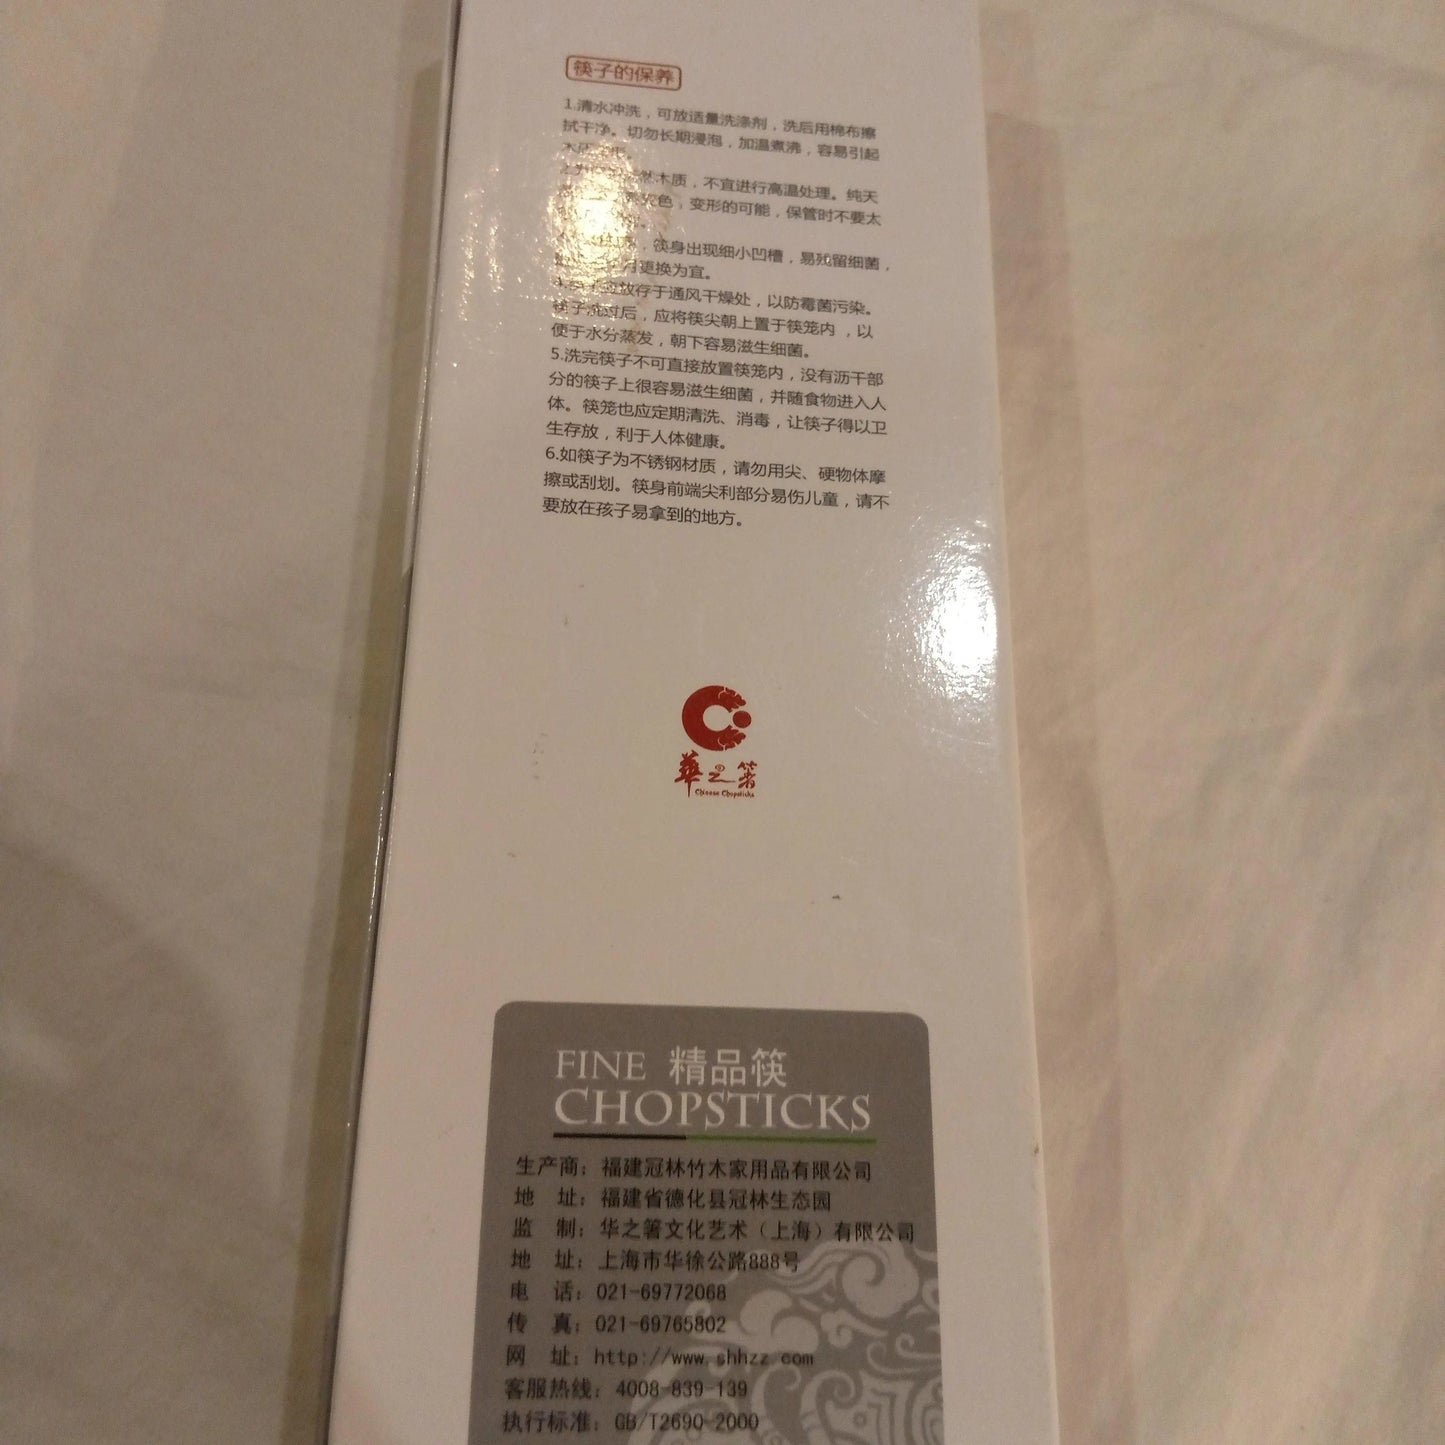 筷子的保养
1.清水冲洗，可放适量洗涤剂，洗后用棉布擦
拭干净。切勿长期浸泡，加温煮沸，容易引起
木质，不宜进行高温处理。纯天
色，变形的可能，保管时不要太
，筷身出现细小凹槽，易残留细菌，
月更换为宜。
放存于通风干燥处，以防霉菌污染。
筷子洗过后，应将筷尖朝上置于筷笼内，以
便于水分蒸发，朝下容易滋生细菌。
5.洗完筷子不可直接放置筷笼内，没有沥干部
分的筷子上很容易滋生细菌，并随食物进入人
体。筷笼也应定期清洗、消毒，让筷子得以卫
生存放，利于人体健康。
6.如筷子为不锈钢材质，请勿用尖、硬物体摩
擦或刮划。筷身前端尖利部分易伤儿童，请不
要放在孩子易拿到的地方。
華之箸
Chinese Chopsticks
FINE 精品筷
CHOPSTICKS
生产商：福建冠林竹木家用品有限公司
地 址：福建省德化县冠林生态园
监 制：华之箸文化艺术（上海）有限公司
地 址：上海市华徐公路888号
电 话：021-69772068
传 真：021-69765802
网 址：http://www.shhzz.com
客服热线：4008-839-139
执行标准：GB/T2690-2000